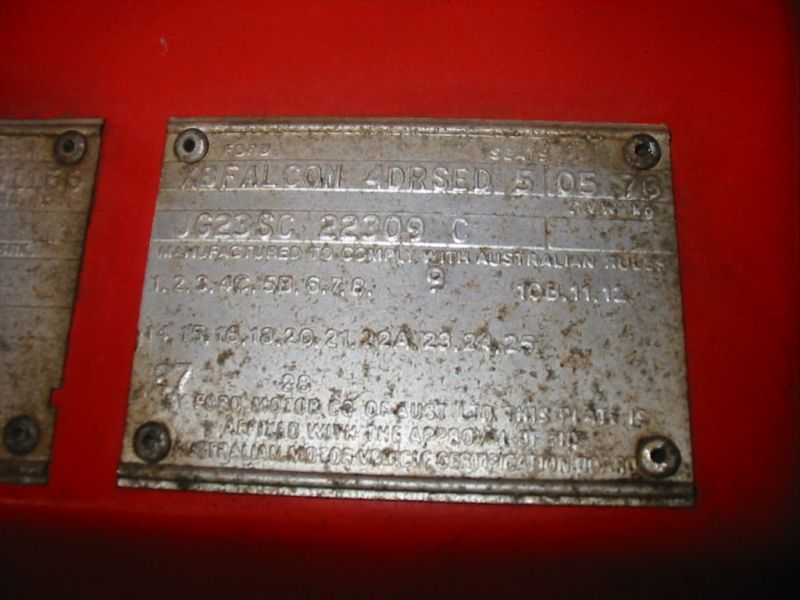 FORD SEATS
XBFALCON 4DRSED 5 05 76
JG23SC 22309 C
MANUFACTURED TO COMPLY WITH AUSTRALIAN RULES
1, 2, 3, 4C, 5B, 6, 7, 8, 9 10B, 11, 12,
14, 15, 16, 18, 20, 21, 22A, 23, 24, 25
27 28
BY FORD MOTOR CO OF AUST LTD THIS PLATE IS
AFFIXED WITH THE APPROVAL OF THE
AUSTRALIAN MOTOR VEHICLE CERTIFICATION BOARD